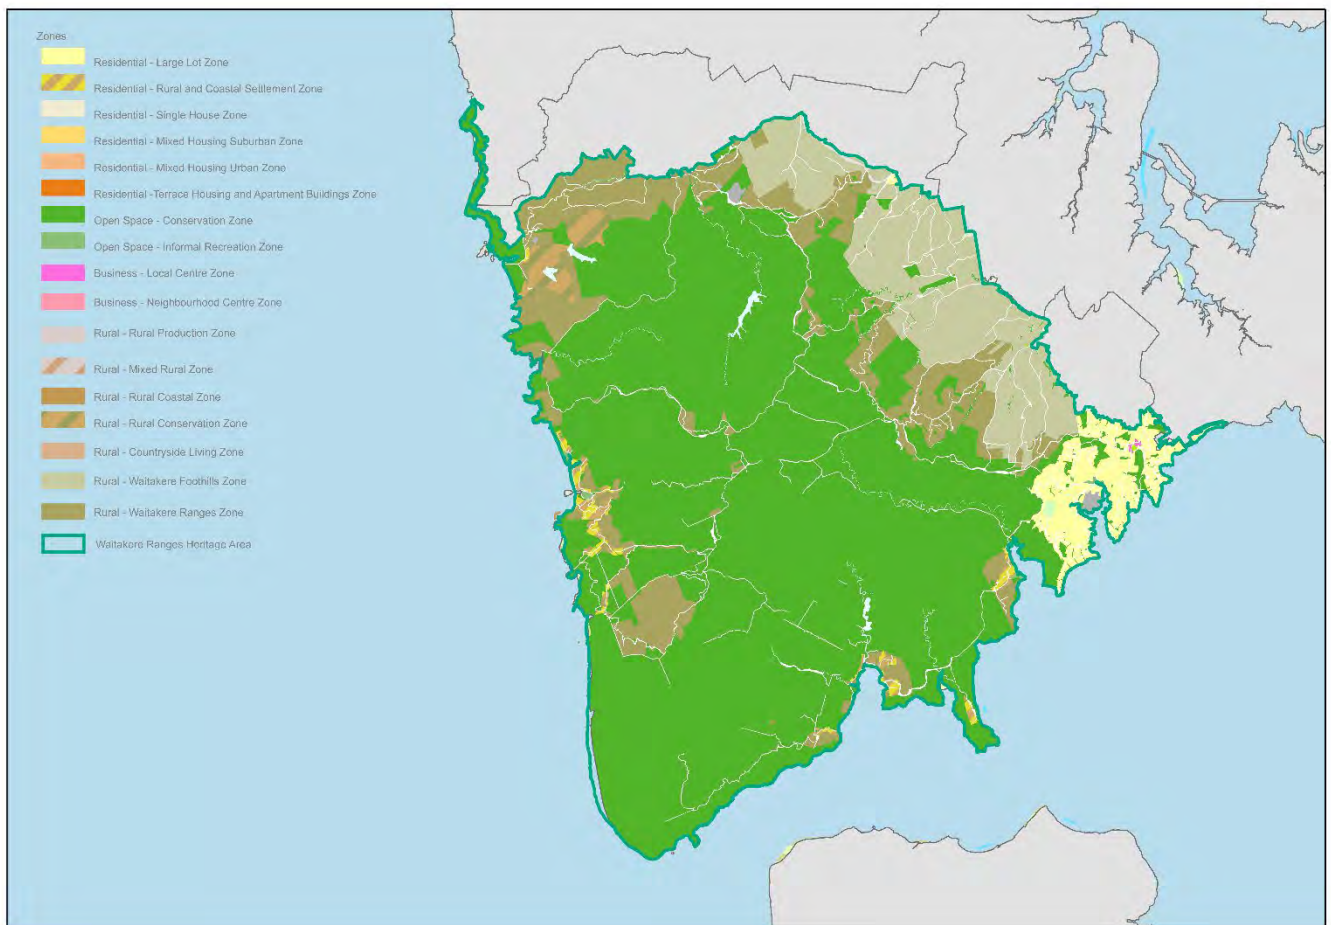 Zones
Residential - Large Lot Zone
Residential - Rural and Coastal Settlement Zone
Residential - Single House Zone
Residential - Mixed Housing Suburban Zone
Residential - Mixed Housing Urban Zone
Residential -Terrace Housing and Apartment Buildings Zone
Open Space - Conservation Zone
Open Space - Informal Recreation Zone
Business - Local Centre Zone
Business - Neighbourhood Centre Zone
Rural - Rural Production Zone
Rural - Mixed Rural Zone
Rural - Rural Coastal Zone
Rural - Rural Conservation Zone
Rural - Countryside Living Zone
Rural - Waitakere Foothills Zone
Rural - Waitakere Ranges Zone
Waitakere Ranges Heritage Area